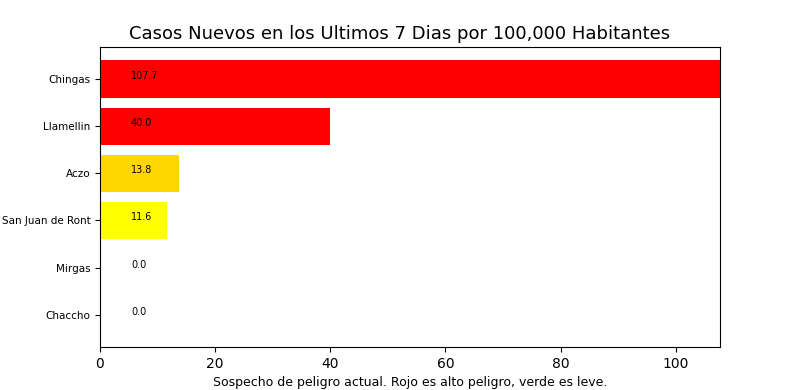 Casos Nuevos en los Ultimos 7 Dias por 100,000 Habitantes
Chingas 107.7
Llamellin 40.0
Aczo 13.8
San Juan de Ront 11.6
Mirgas 0.0
Chaccho 0.0
0 20 40 60 80 100
Sospecho de peligro actual. Rojo es alto peligro, verde es leve.